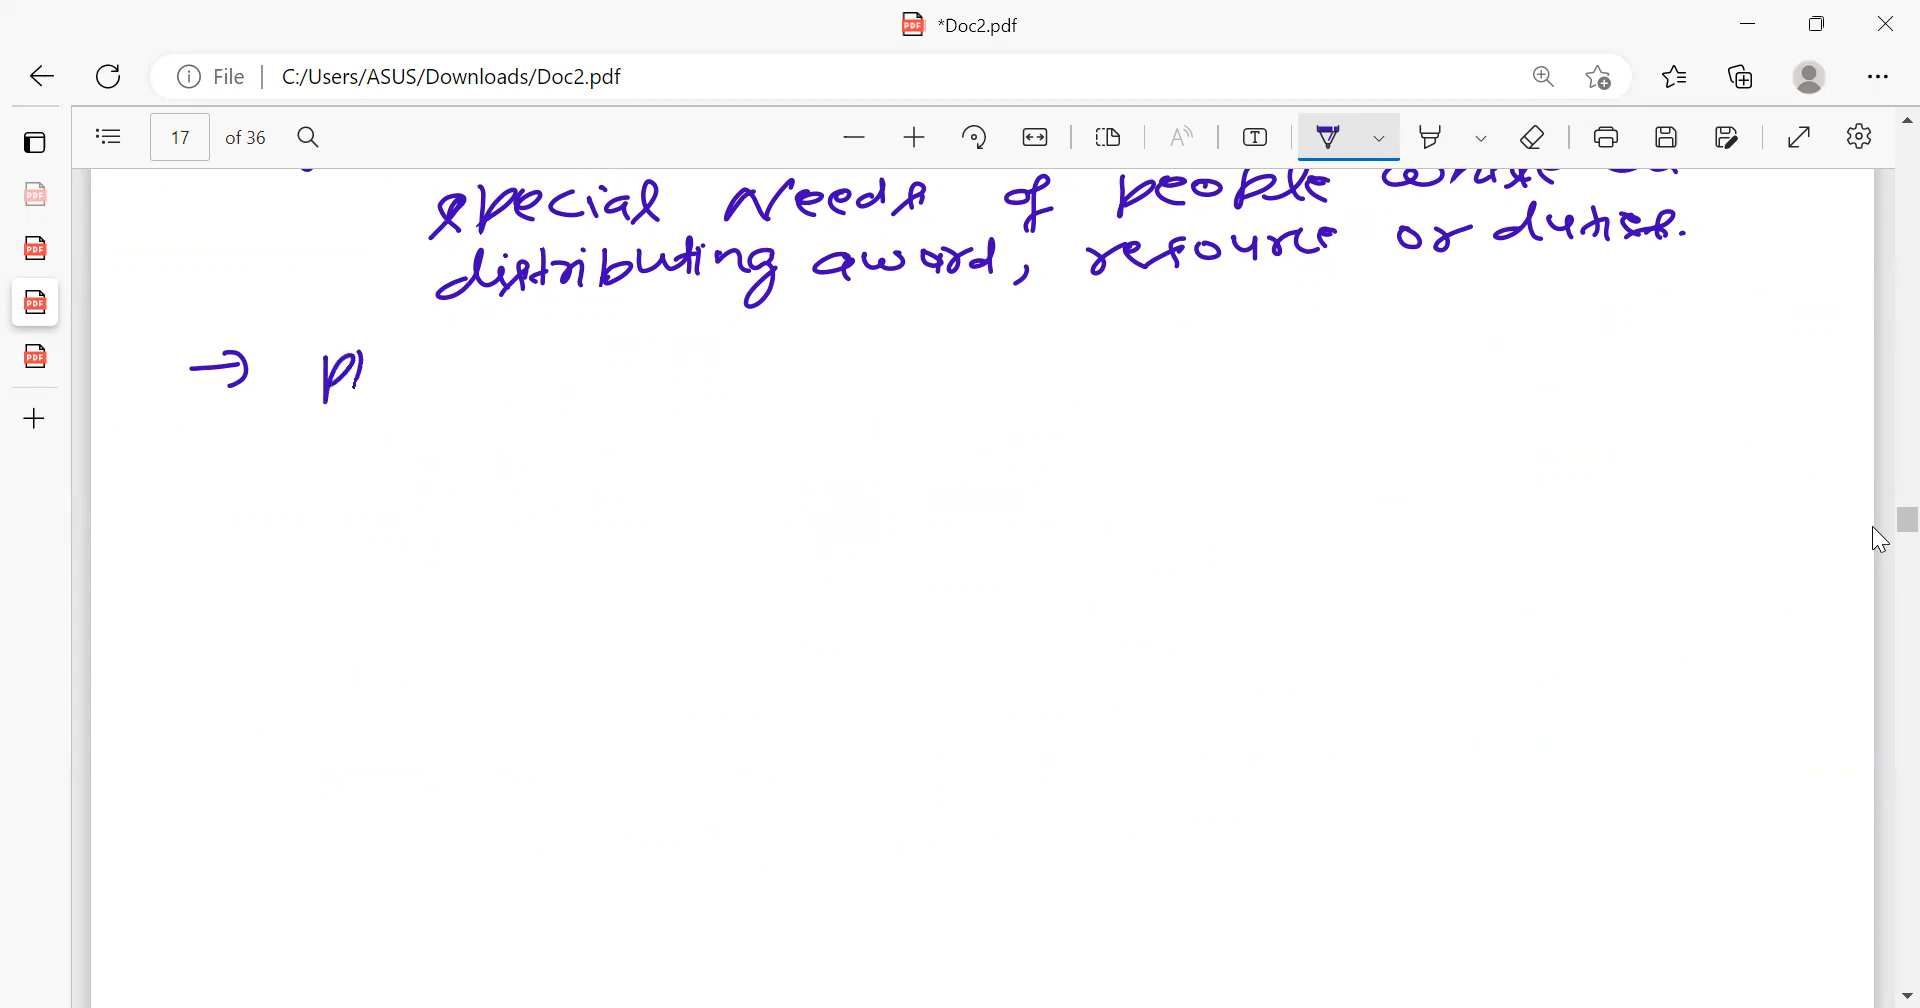 *Doc2.pdf
File C:/Users/ASUS/Downloads/Doc2.pdf
17 of 36
special Needs of people
distributing award, resource or duties.
→ p